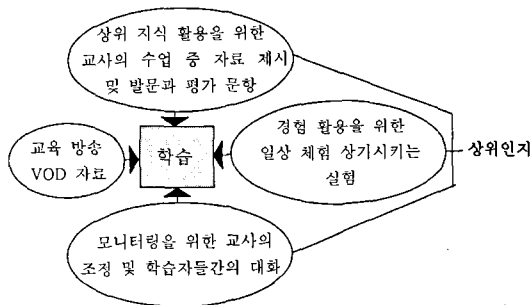 상위 지식 활용을 위한
교사의 수업 중 자료 제시
및 발문과 평가 문항
교육 방송
VOD 자료
학습
경험 활용을 위한
일상 체험 상기시키는
실험
상위인지
모니터링을 위한 교사의
조정 및 학습자들간의 대화